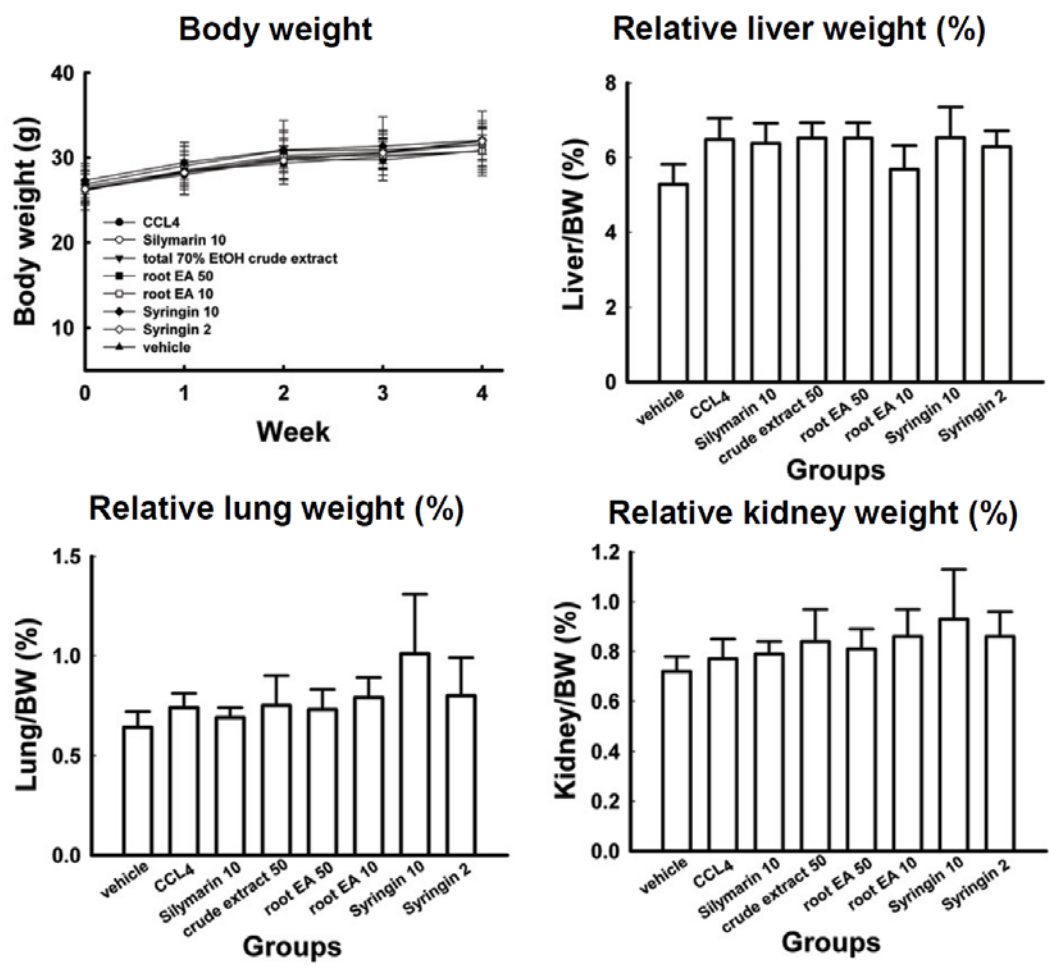 Body weight
Body weight (g)
40
30
20
10
CCL4
Silymarin 10
total 70% EtOH crude extract
root EA 50
root EA 10
Syringin 10
Syringin 2
vehicle
0 1 2 3 4
Week
Relative liver weight (%)
Liver/BW (%)
8
6
4
2
0
vehicle CCL4 Silymarin 10 crude extract 50 root EA 50 root EA 10 Syringin 10 Syringin 2
Groups
Relative lung weight (%)
Lung/BW (%)
1.5
1.0
0.5
0.0
vehicle CCL4 Silymarin 10 crude extract 50 root EA 50 root EA 10 Syringin 10 Syringin 2
Groups
Relative kidney weight (%)
Kidney/BW (%)
1.2
1.0
0.8
0.6
0.4
0.2
0.0
vehicle CCL4 Silymarin 10 crude extract 50 root EA 50 root EA 10 Syringin 10 Syringin 2
Groups